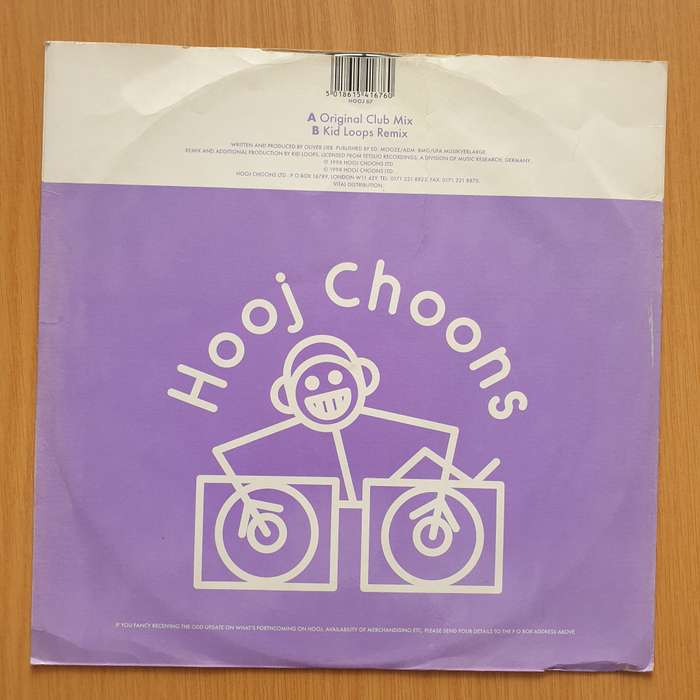 5 018615 416760
HOOJ 67
A Original Club Mix
B Kid Loops Remix
WRITTEN AND PRODUCED BY OLIVER LIEB. PUBLISHED BY ED. MOOZE/ADM. BMG/UFA MUSIKVERLARGE.
REMIX AND ADDITIONAL PRODUCTION BY KID LOOPS. LICENSED FROM TETSUO RECORDINGS, A DIVISION OF MUSIC RESEARCH, GERMANY.
℗ 1998 HOOJ CHOONS LTD
© 1998 HOOJ CHOONS LTD
HOOJ CHOONS LTD. P O BOX 16789, LONDON W11 4ZY. TEL: 0171 221 8822. FAX: 0171 221 8870.
VITAL DISTRIBUTION.
Hooj Choons
IF YOU FANCY RECEIVING THE ODD UPDATE ON WHAT'S FORTHCOMING ON HOOJ, AVAILABILITY OF MERCHANDISING ETC, PLEASE SEND YOUR DETAILS TO THE P O BOX ADDRESS ABOVE.